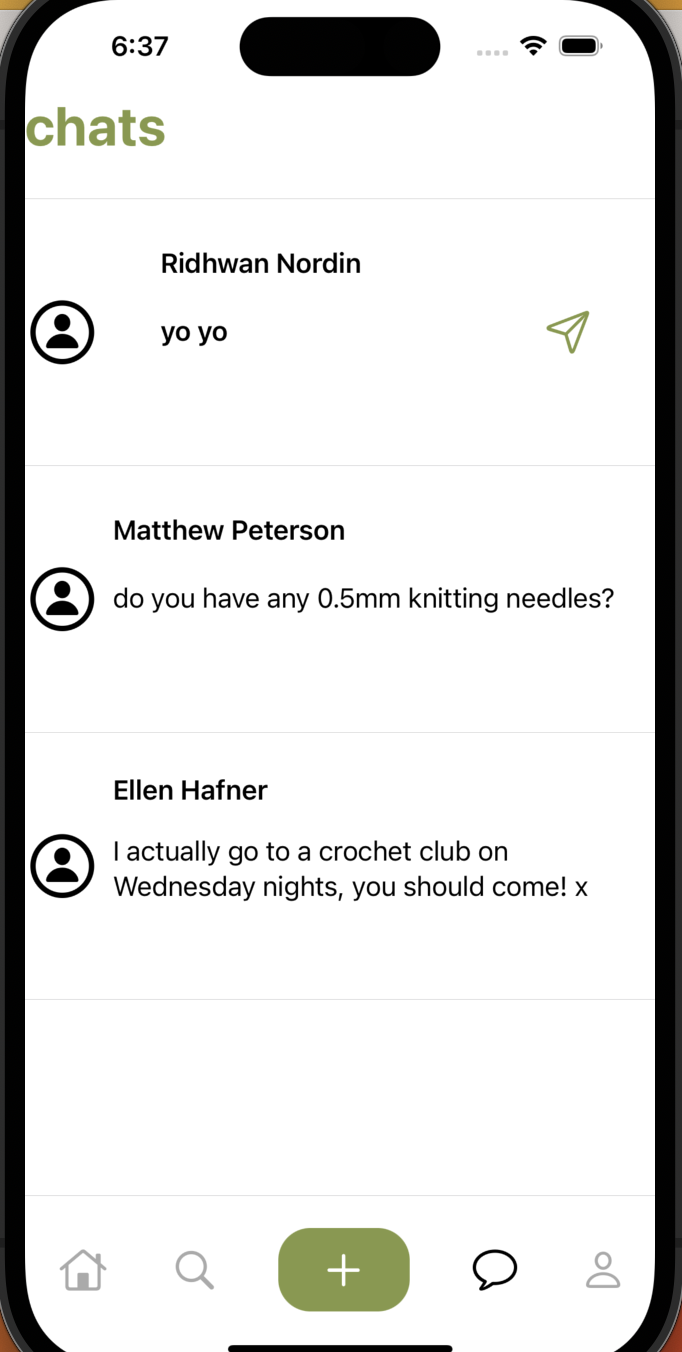 6:37
chats
Ridhwan Nordin
yo yo
Matthew Peterson
do you have any 0.5mm knitting needles?
Ellen Hafner
I actually go to a crochet club on
Wednesday nights, you should come! x